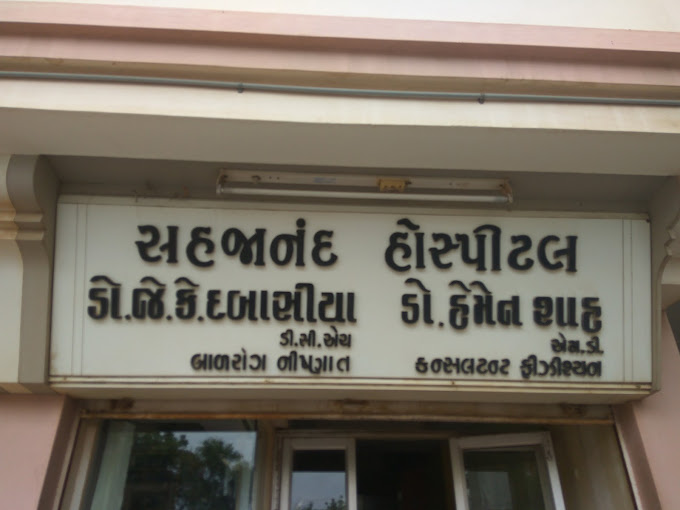 સહજાનંદ હોસ્પીટલ
ડો.જે.કે.દબાસીયા ડો.હેમેન શાહ
ડી.સી.એચ એમ.ડી.
બાળરોગ નીષ્ણાત કન્સલટન્ટ ફીઝીશ્યન